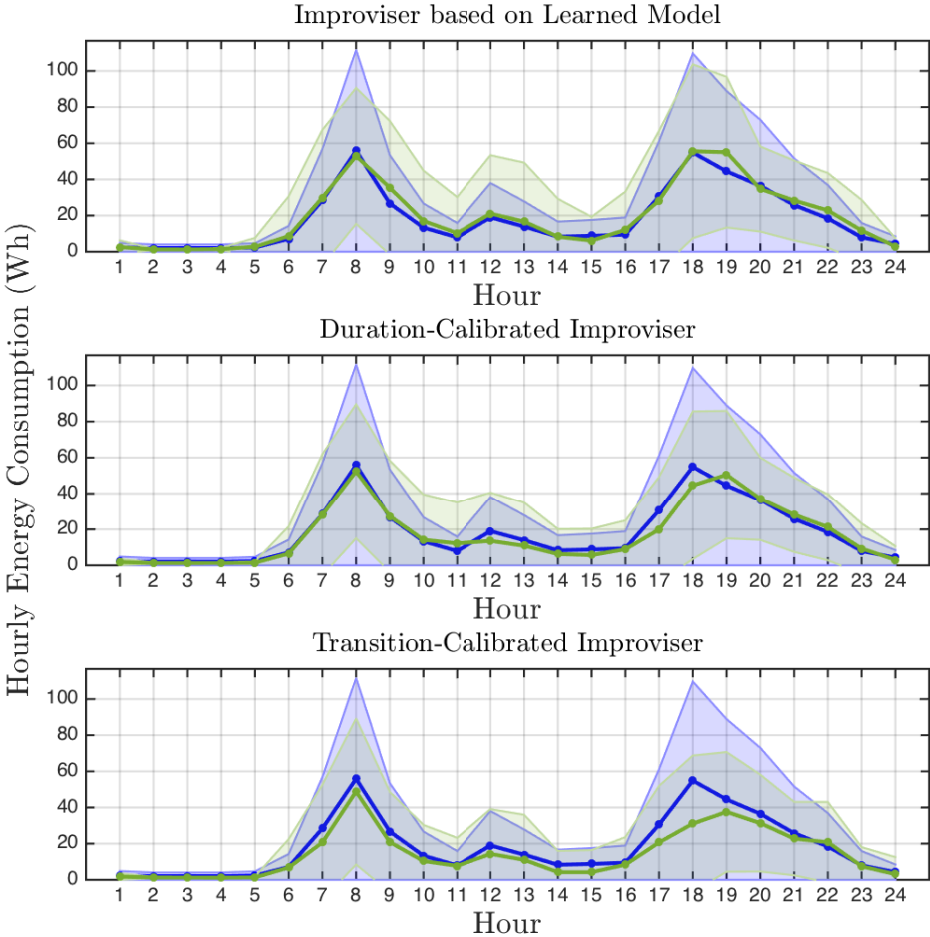 Improviser based on Learned Model
100
80
60
40
20
0
1 2 3 4 5 6 7 8 9 10 11 12 13 14 15 16 17 18 19 20 21 22 23 24
Hour
Duration-Calibrated Improviser
100
80
60
40
20
0
1 2 3 4 5 6 7 8 9 10 11 12 13 14 15 16 17 18 19 20 21 22 23 24
Hour
Transition-Calibrated Improviser
100
80
60
40
20
0
1 2 3 4 5 6 7 8 9 10 11 12 13 14 15 16 17 18 19 20 21 22 23 24
Hour
Hourly Energy Consumption (Wh)